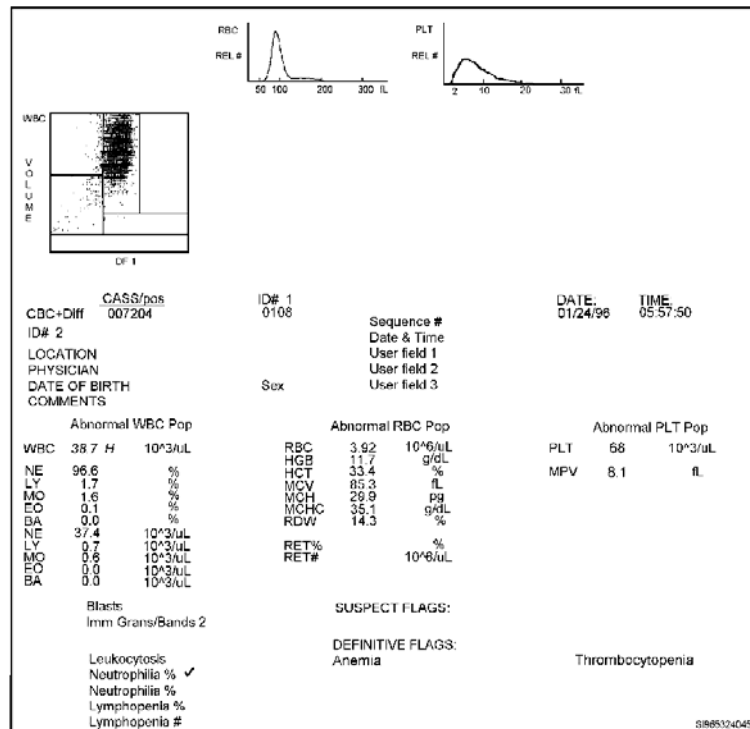 RBC
REL #
50 100 200 300 fL
PLT
REL #
2 10 20 30 fL
WBC
VOLUME
DF 1
CASS/pos ID# 1 DATE: TIME:
CBC+Diff 007204 0108 01/24/96 05:57:50
ID# 2 Sequence #
Date & Time
LOCATION User field 1
PHYSICIAN User field 2
DATE OF BIRTH Sex User field 3
COMMENTS
Abnormal WBC Pop Abnormal RBC Pop Abnormal PLT Pop
WBC 38.7 H 10^3/uL RBC 3.92 10^6/uL PLT 68 10^3/uL
HGB 11.7 g/dL
NE 96.6 % HCT 33.4 % MPV 8.1 fL
LY 1.7 % MCV 85.3 fL
MO 1.6 % MCH 29.9 pg
EO 0.1 % MCHC 35.1 g/dL
BA 0.0 % RDW 14.3 %
NE 37.4 10^3/uL
LY 0.7 10^3/uL RET% %
MO 0.6 10^3/uL RET# 10^6/uL
EO 0.0 10^3/uL
BA 0.0 10^3/uL
Blasts SUSPECT FLAGS:
Imm Grans/Bands 2
DEFINITIVE FLAGS:
Leukocytosis Anemia Thrombocytopenia
Neutrophilia % ✓
Neutrophilia %
Lymphopenia %
Lymphopenia #
SI965324045